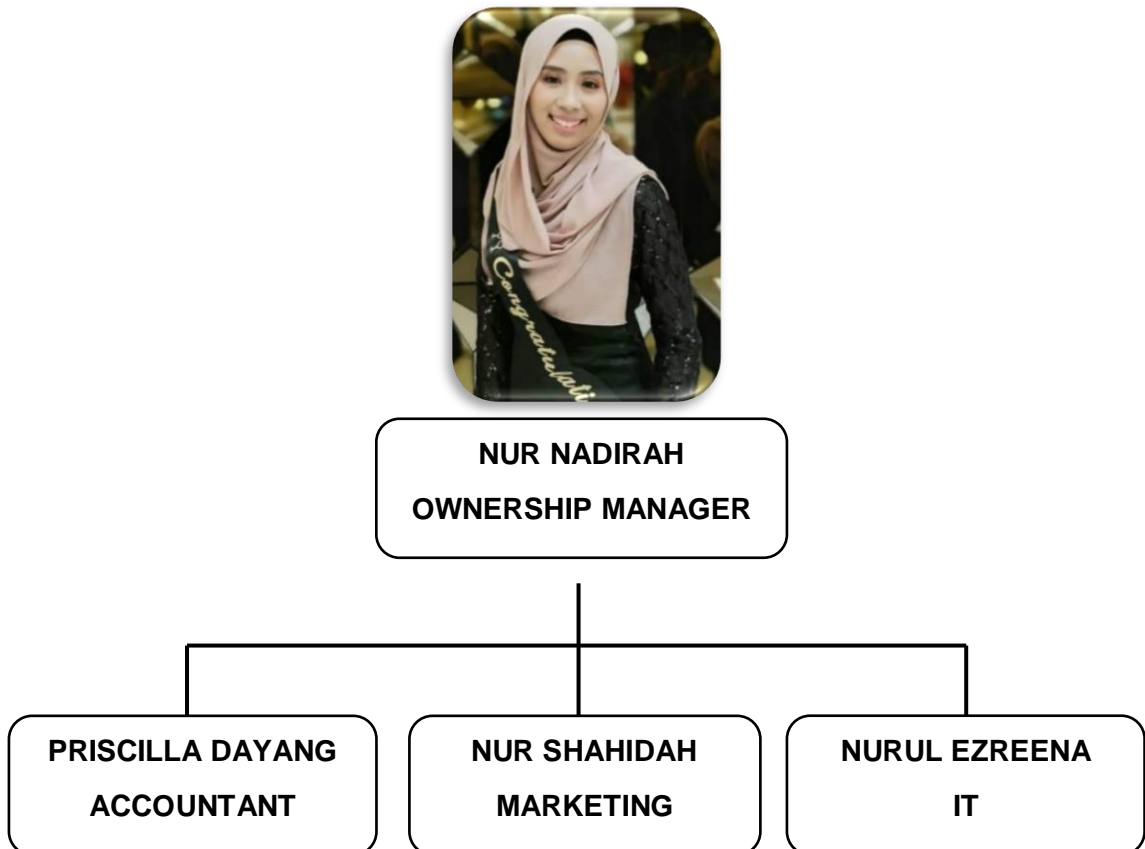 Congratulati
NUR NADIRAH
OWNERSHIP MANAGER
PRISCILLA DAYANG
ACCOUNTANT
NUR SHAHIDAH
MARKETING
NURUL EZREENA
IT